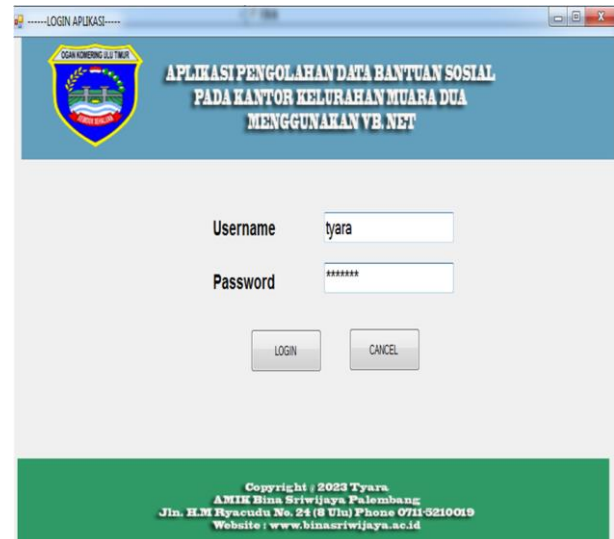 ------LOGIN APLIKASI-----
OGAN KOMERING ULU TIMUR
APLIKASI PENGOLAHAN DATA BANTUAN SOSIAL
PADA KANTOR KELURAHAN MUARA DUA
MENGGUNAKAN VB. NET
Username tyara
Password *******
LOGIN CANCEL
Copyright : 2023 Tyara
AMIK Bina Sriwijaya Palembang
Jln. H.M Ryacudu No. 24 (8 Ulu) Phone 0711-5210019
Website : www.binasriwijaya.ac.id